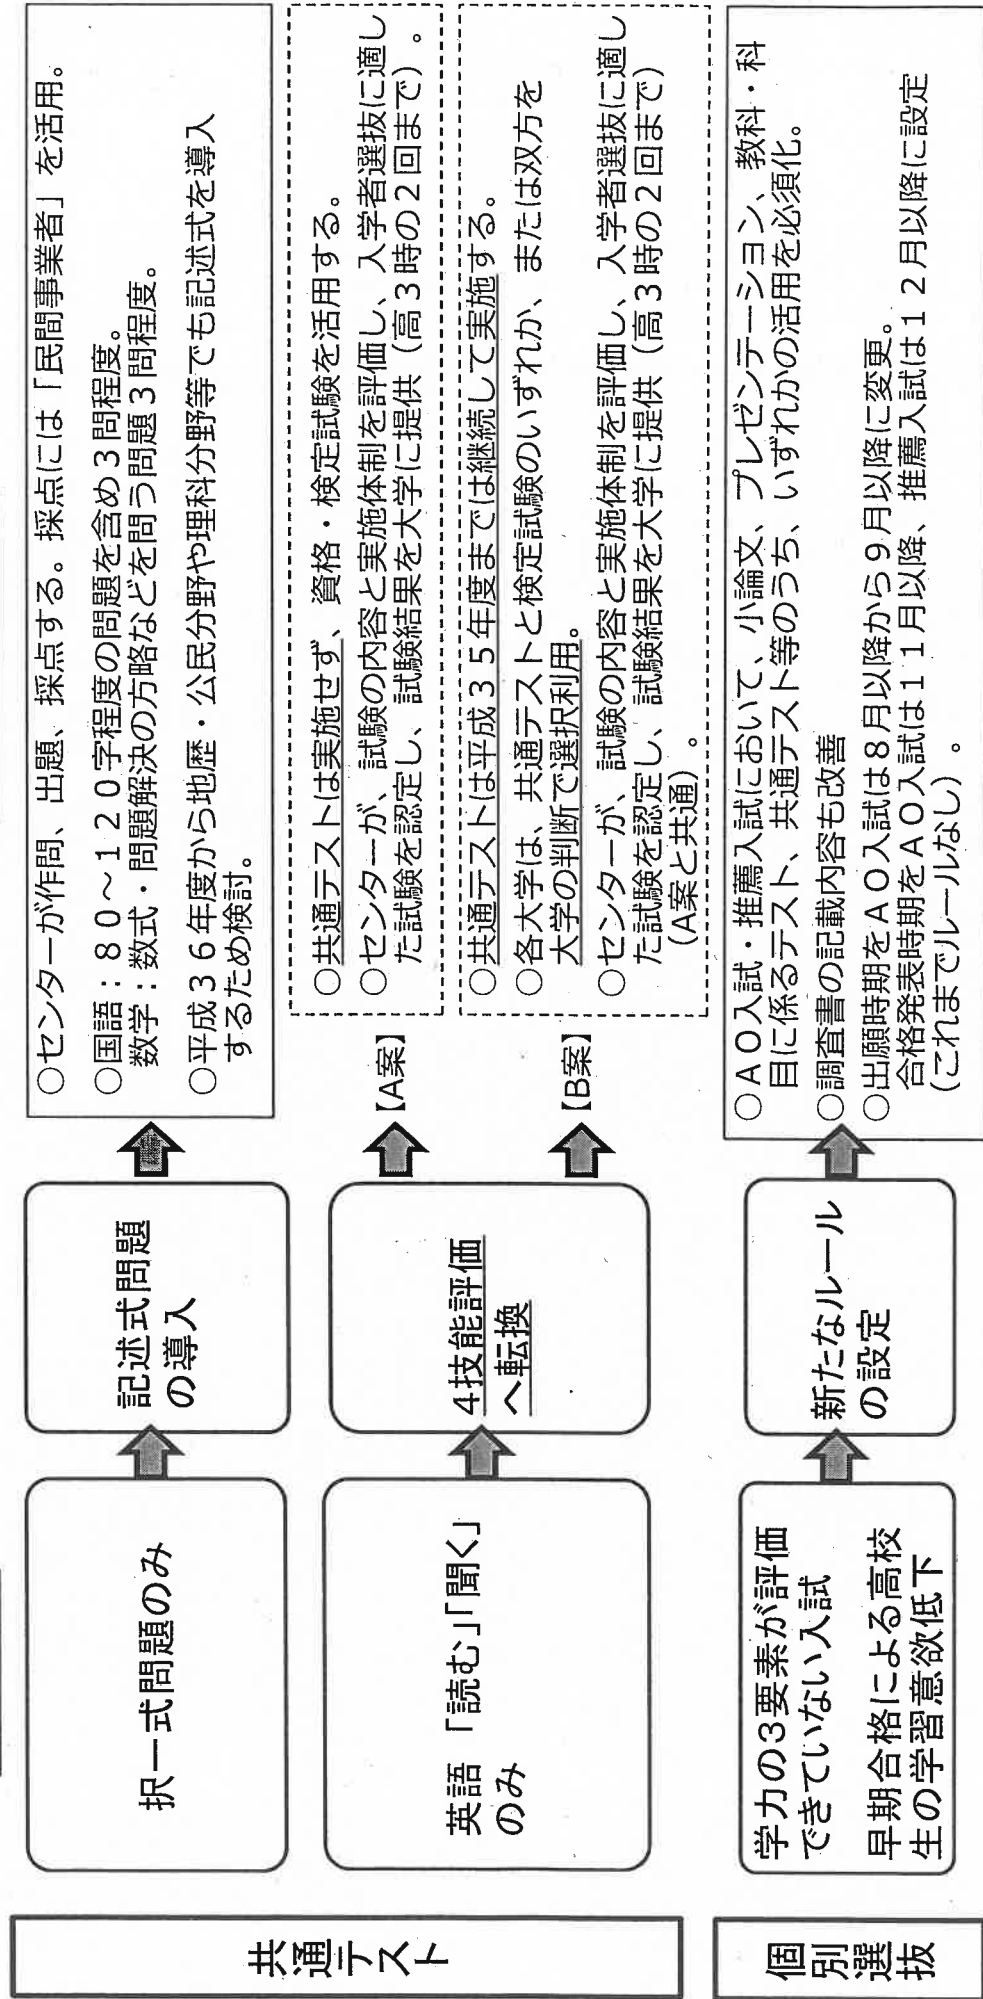 共通テスト
択一式問題のみ
記述式問題
の導入
○センターが作問、出題、採点する。採点には「民間事業者」を活用。
○国語：８０～１２０字程度の問題を含め３問程度。
数学：数式・問題解決の方略などを問う問題３問程度。
○平成３６年度から地歴・公民分野や理科分野等でも記述式を導入
するため検討。
英語　「読む」「聞く」
のみ
４技能評価
へ転換
【A案】
○共通テストは実施せず、資格・検定試験を活用する。
○センターが、試験の内容と実施体制を評価し、入学者選抜に適し
た試験を認定し、試験結果を大学に提供（高３時の２回まで）。
【B案】
○共通テストは平成３５年度までは継続して実施する。
○各大学は、共通テストと検定試験のいずれか、または双方を
大学の判断で選択利用。
○センターが、試験の内容と実施体制を評価し、入学者選抜に適し
た試験を認定し、試験結果を大学に提供（高３時の２回まで）
（A案と共通）。
個別選抜
学力の3要素が評価
できていない入試
早期合格による高校
生の学習意欲低下
新たなルール
の設定
○ＡＯ入試・推薦入試において、小論文、プレゼンテーション、教科・科
目に係るテスト、共通テスト等のうち、いずれかの活用を必須化。
○調査書の記載内容も改善
○出願時期をＡＯ入試は８月以降から９月以降に変更。
合格発表時期をＡＯ入試は１１月以降、推薦入試は１２月以降に設定
（これまでルールなし）。